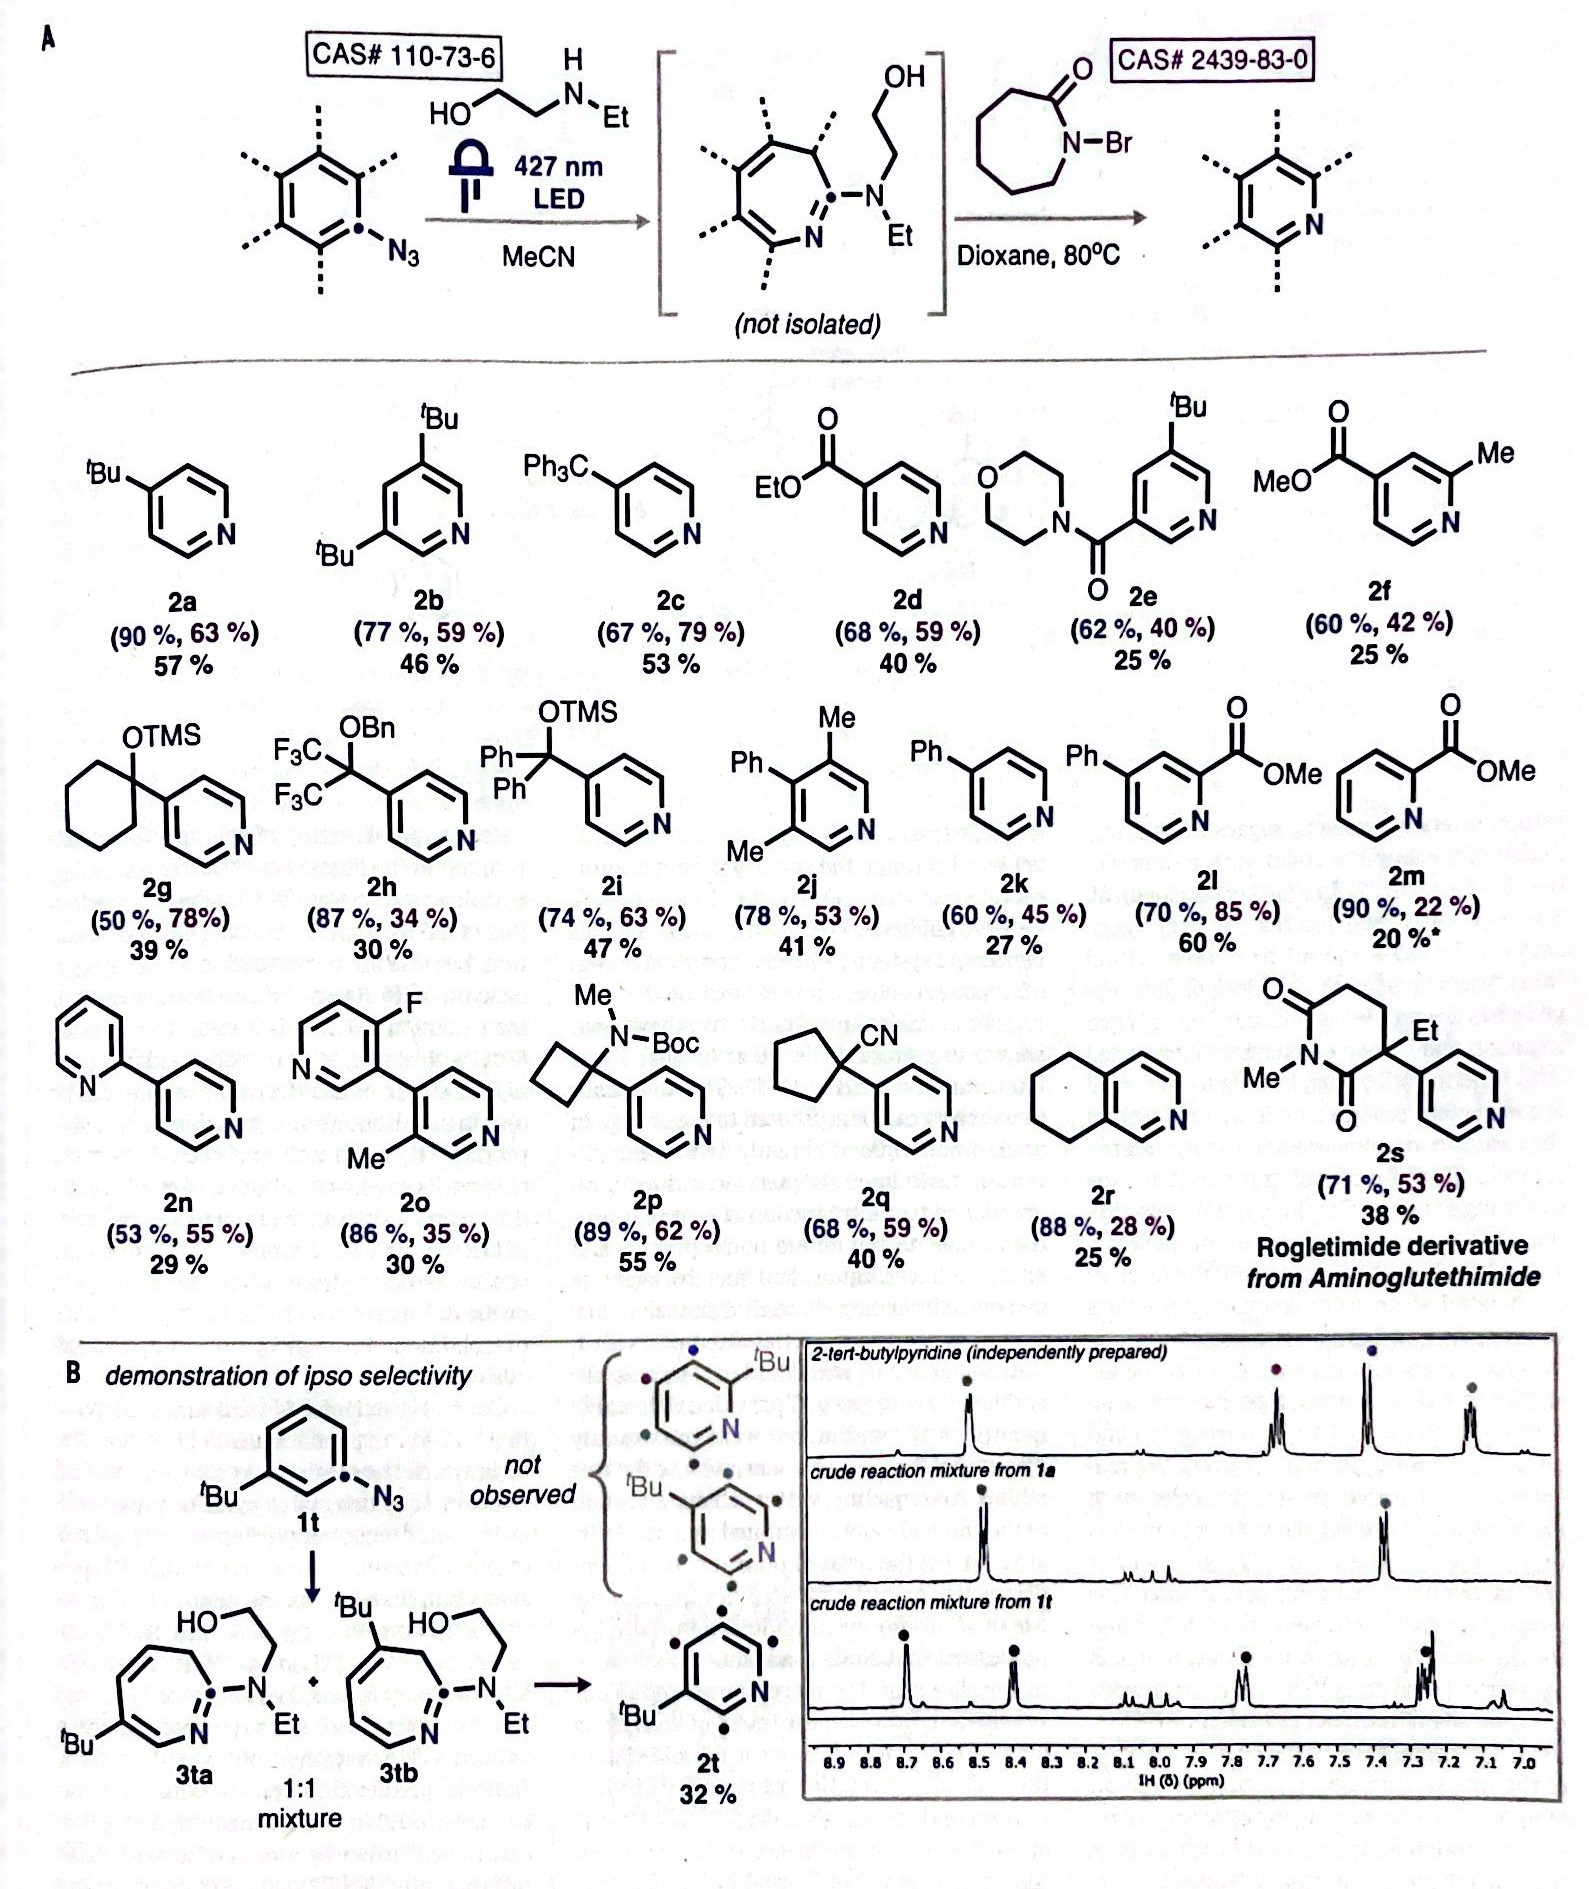 A
CAS# 110-73-6
CAS# 2439-83-0
HO
H
N
Et
427 nm
LED
MeCN
N3
OH
N
N
Et
(not isolated)
O
N-Br
Dioxane, 80ºC
N
tBu
N
tBu
tBu
N
Ph3C
N
O
EtO
N
tBu
O
N
O
N
O
MeO
Me
N
2a
(90 %, 63 %)
57 %
2b
(77 %, 59 %)
46 %
2c
(67 %, 79 %)
53 %
2d
(68 %, 59 %)
40 %
2e
(62 %, 40 %)
25 %
2f
(60 %, 42 %)
25 %
OTMS
N
F3C
OBn
F3C
N
OTMS
Ph
Ph
N
Me
Ph
Me
N
Ph
N
Ph
O
OMe
N
O
OMe
N
2g
(50 %, 78%)
39 %
2h
(87 %, 34 %)
30 %
2i
(74 %, 63 %)
47 %
2j
(78 %, 53 %)
41 %
2k
(60 %, 45 %)
27 %
2l
(70 %, 85 %)
60 %
2m
(90 %, 22 %)
20 %*
N
N
F
N
Me
N
Me
N
Boc
N
CN
N
N
O
N
Me
O
Et
N
2n
(53 %, 55 %)
29 %
2o
(86 %, 35 %)
30 %
2p
(89 %, 62 %)
55 %
2q
(68 %, 59 %)
40 %
2r
(88 %, 28 %)
25 %
2s
(71 %, 53 %)
38 %
Rogletimide derivative
from Aminoglutethimide
B demonstration of ipso selectivity
tBu
N3
1t
not
observed
tBu
N
tBu
N
HO
N
Et
N
tBu
3ta
1:1
mixture
tBu
HO
N
Et
N
3tb
tBu
N
2t
32 %
2-tert-butylpyridine (independently prepared)
crude reaction mixture from 1a
crude reaction mixture from 1t
8.9 8.8 8.7 8.6 8.5 8.4 8.3 8.2 8.1 8.0 7.9 7.8 7.7 7.6 7.5 7.4 7.3 7.2 7.1 7.0
1H (δ) (ppm)